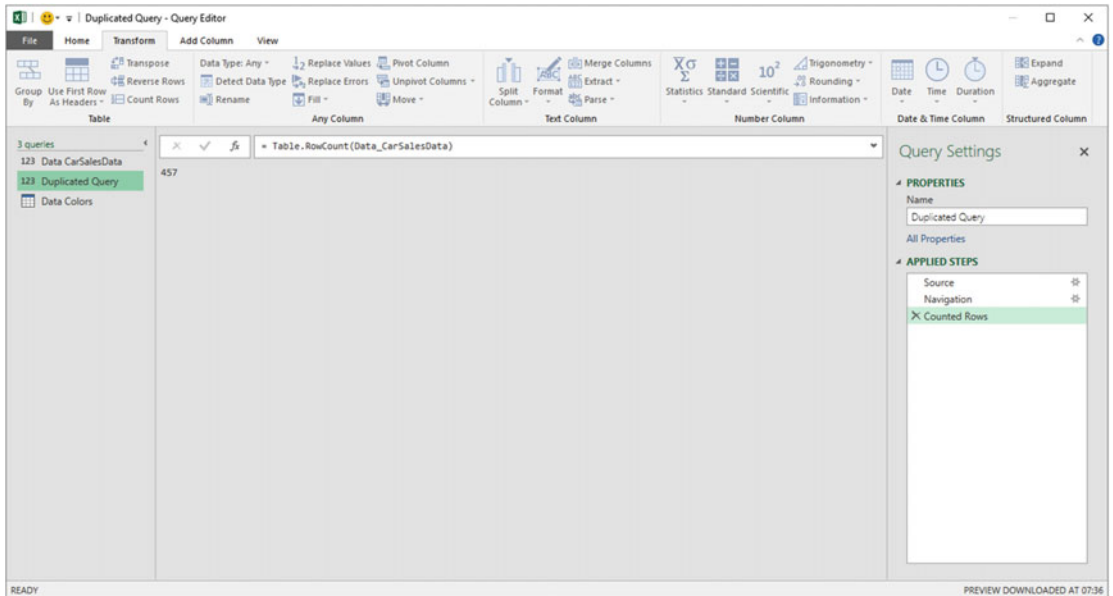 Duplicated Query - Query Editor
File Home Transform Add Column View
Group By
Use First Row As Headers
Transpose
Reverse Rows
Count Rows
Table
Data Type: Any
Detect Data Type
Rename
Replace Values
Replace Errors
Fill
Pivot Column
Unpivot Columns
Move
Any Column
Split Column
Format
ABC
Merge Columns
Extract
Parse
Text Column
Statistics
Standard
Scientific
10²
Trigonometry
Rounding
Information
Number Column
Date
Time
Duration
Date & Time Column
Expand
Aggregate
Structured Column
3 queries
123 Data CarSalesData
123 Duplicated Query
Data Colors
fx = Table.RowCount(Data_CarSalesData)
457
Query Settings
PROPERTIES
Name
Duplicated Query
All Properties
APPLIED STEPS
Source
Navigation
Counted Rows
READY
PREVIEW DOWNLOADED AT 07:36